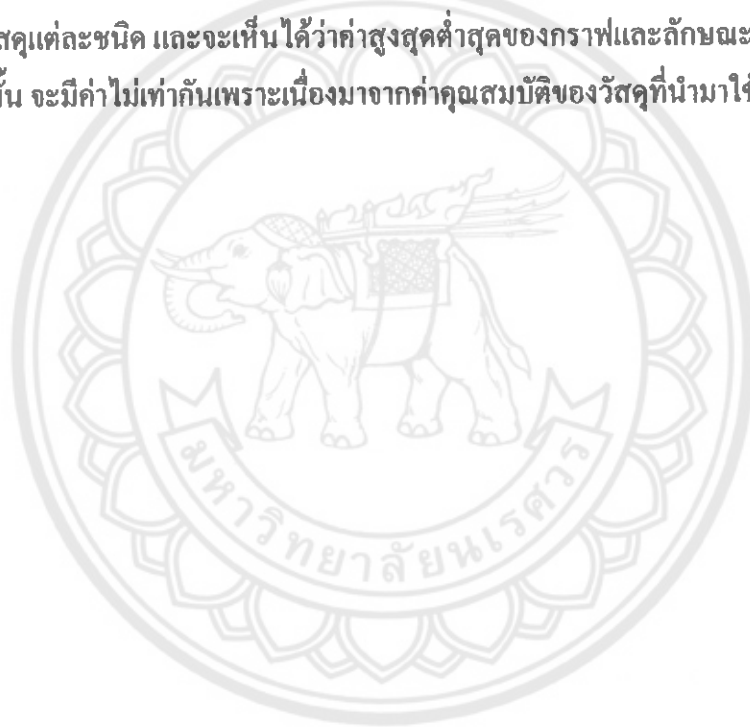 สดุแต่ละชนิด และจะเห็นได้ว่าค่าสูงสุดต่ำสุดของกราฟและลักษณะ
ั้น จะมีค่าไม่เท่ากันเพราะเนื่องมาจากค่าคุณสมบัติของวัสดุที่นำมาใช้
มหาวิทยาลัยนเรศวร